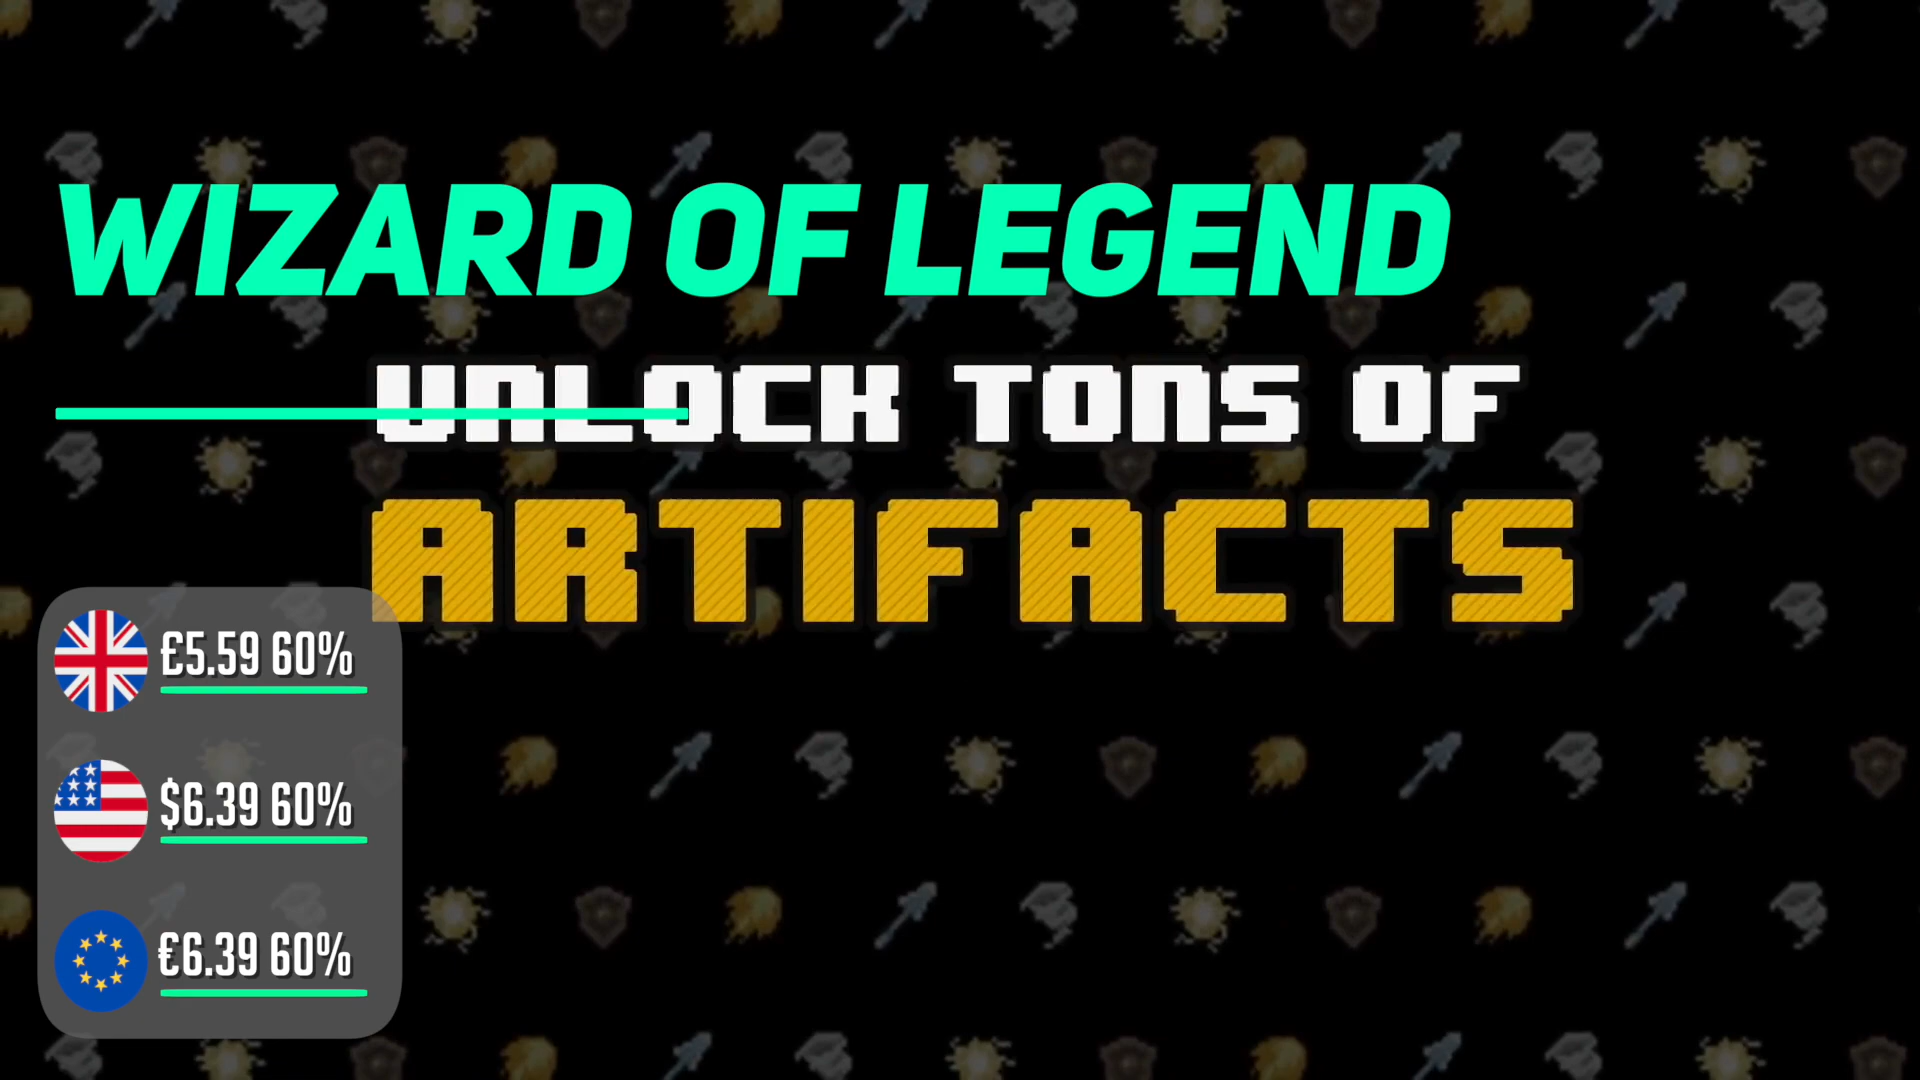 WIZARD OF LEGEND
UNLOCK TONS OF
ARTIFACTS
£5.59 60%
$6.39 60%
€6.39 60%